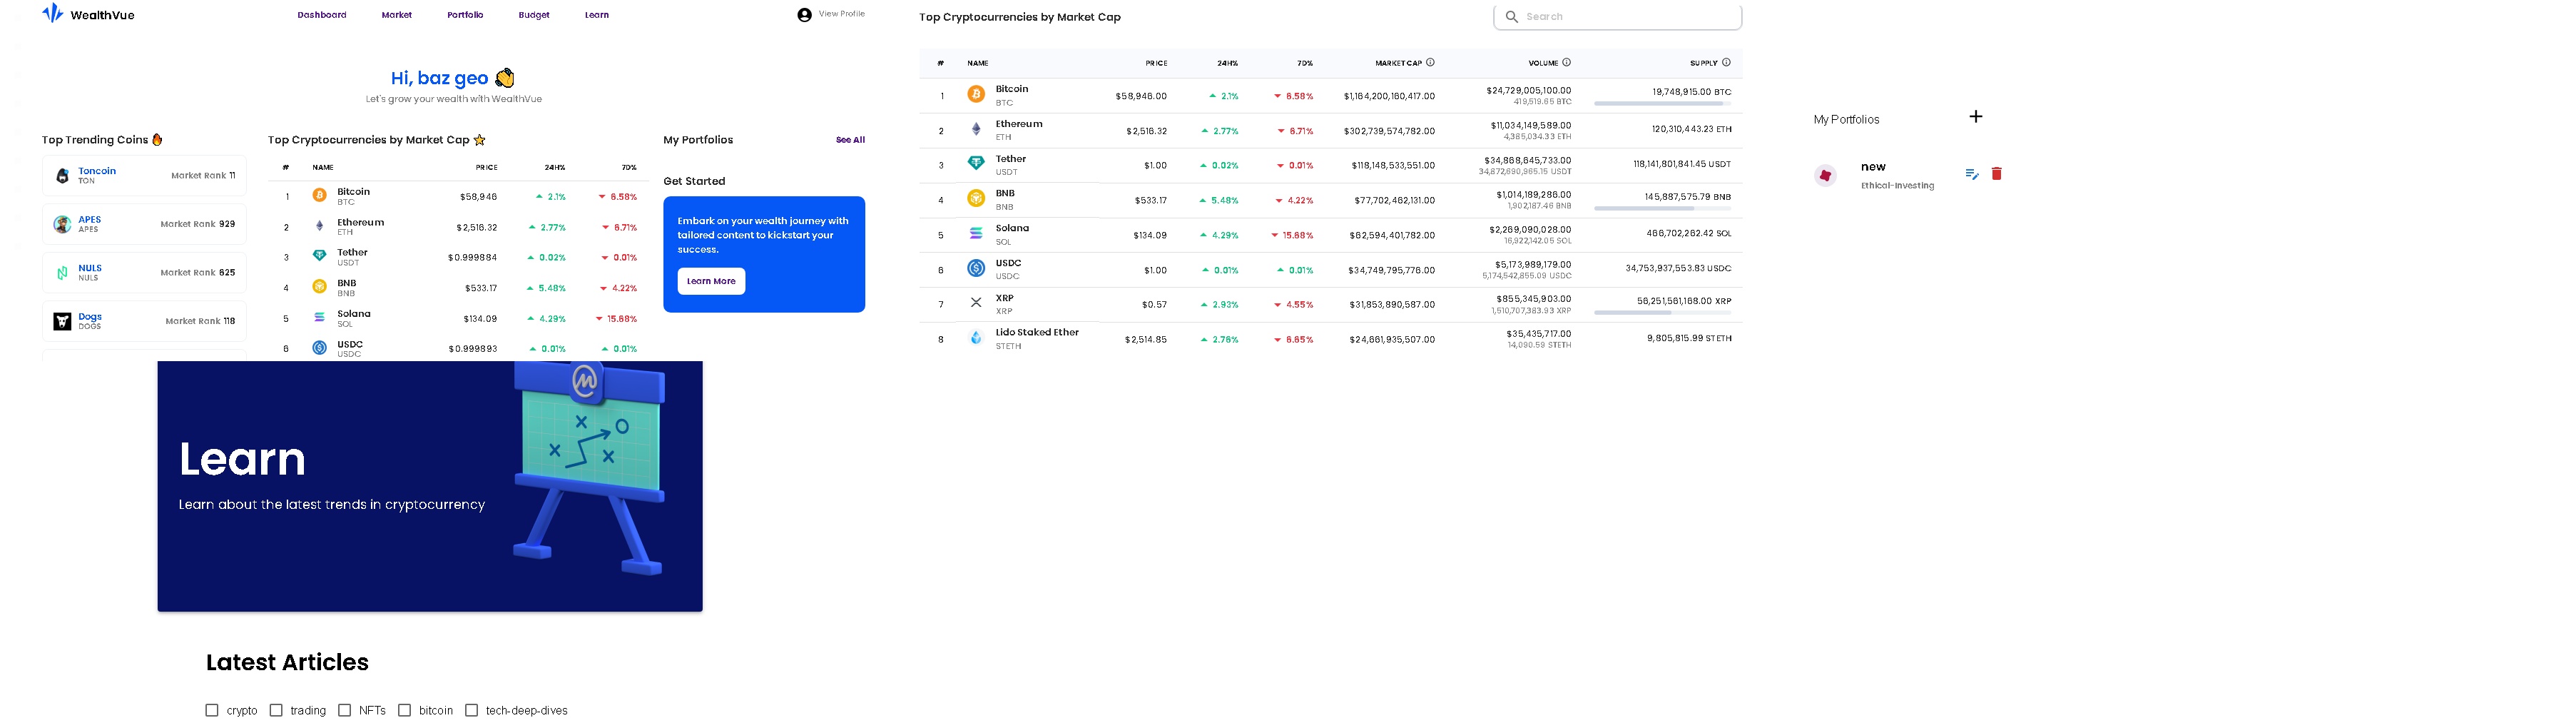 WealthVue
Dashboard Market Portfolio Budget Learn
View Profile
Hi, baz geo
Let's grow your wealth with WealthVue
Top Trending Coins
Toncoin
TON
Market Rank 11
APES
APES
Market Rank 929
NULS
NULS
Market Rank 625
Dogs
DOGS
Market Rank 118
Top Cryptocurrencies by Market Cap
# NAME PRICE 24H% 7D%
1 Bitcoin $58,946 2.1% 6.58%
BTC
2 Ethereum $2,516.32 2.77% 6.71%
ETH
3 Tether $0.999884 0.02% 0.01%
USDT
4 BNB $533.17 5.48% 4.22%
BNB
5 Solana $134.09 4.29% 15.68%
SOL
6 USDC $0.999893 0.01% 0.01%
USDC
My Portfolios See All
Get Started
Embark on your wealth journey with
tailored content to kickstart your
success.
Learn More
Top Cryptocurrencies by Market Cap
Search
# NAME PRICE 24H% 7D% MARKET CAP VOLUME SUPPLY
1 Bitcoin $58,946.00 2.1% 6.58% $1,164,200,160,417.00 $24,729,005,100.00 19,748,915.00 BTC
BTC 419,519.65 BTC
2 Ethereum $2,516.32 2.77% 6.71% $302,739,574,782.00 $11,034,149,589.00 120,310,443.23 ETH
ETH 4,385,034.33 ETH
3 Tether $1.00 0.02% 0.01% $118,148,533,551.00 $34,868,645,733.00 118,141,801,841.45 USDT
USDT 34,872,690,965.15 USDT
4 BNB $533.17 5.48% 4.22% $77,702,462,131.00 $1,014,189,286.00 145,887,575.79 BNB
BNB 1,902,187.46 BNB
5 Solana $134.09 4.29% 15.68% $62,594,401,782.00 $2,269,090,028.00 466,702,262.42 SOL
SOL 16,922,142.05 SOL
6 USDC $1.00 0.01% 0.01% $34,749,795,776.00 $5,173,989,179.00 34,753,937,553.83 USDC
USDC 5,174,542,855.09 USDC
7 XRP $0.57 2.93% 4.55% $31,853,890,587.00 $855,345,903.00 56,251,561,168.00 XRP
XRP 1,510,707,383.93 XRP
8 Lido Staked Ether $2,514.85 2.76% 6.65% $24,661,935,507.00 $35,435,717.00 9,805,815.99 STETH
STETH 14,090.59 STETH
My Portfolios
new
Ethical-Investing
Learn
Learn about the latest trends in cryptocurrency
Latest Articles
crypto trading NFTs bitcoin tech-deep-dives